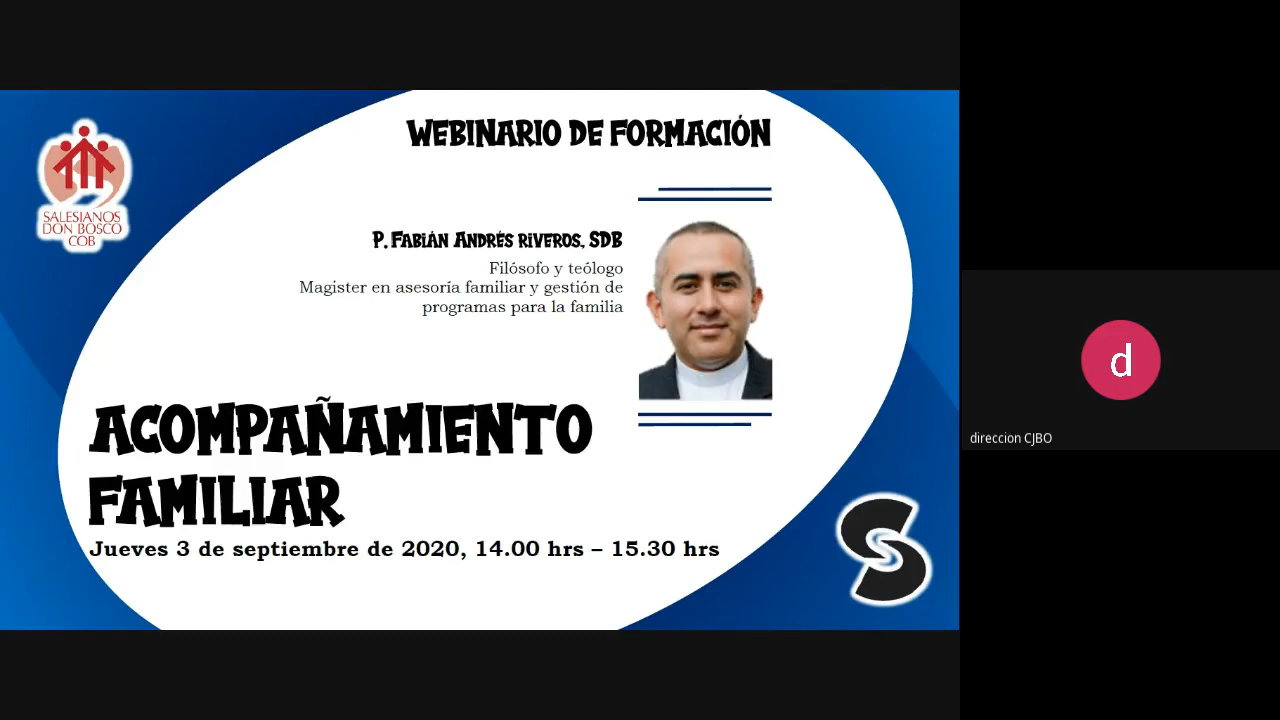 WEBINARIO DE FORMACIÓN
SALESIANOS
DON BOSCO
COB
P. FABIÁN ANDRÉS RIVEROS, SDB
Filósofo y teólogo
Magister en asesoría familiar y gestión de
programas para la familia
ACOMPAÑAMIENTO
FAMILIAR
Jueves 3 de septiembre de 2020, 14.00 hrs – 15.30 hrs
S
d
direccion CJBO